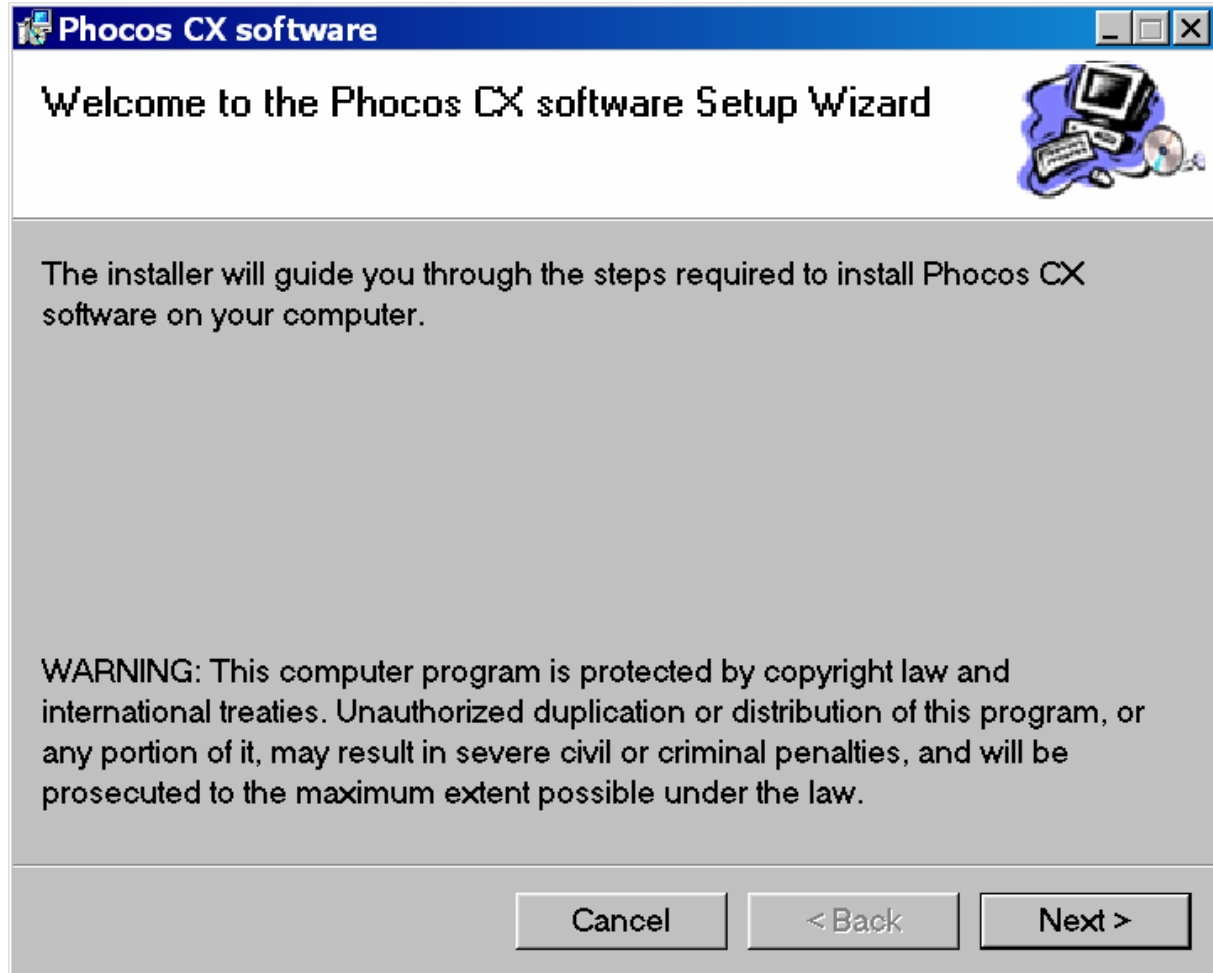 Phocos CX software
Welcome to the Phocos CX software Setup Wizard
The installer will guide you through the steps required to install Phocos CX
software on your computer.
WARNING: This computer program is protected by copyright law and
international treaties. Unauthorized duplication or distribution of this program, or
any portion of it, may result in severe civil or criminal penalties, and will be
prosecuted to the maximum extent possible under the law.
Cancel
< Back
Next >